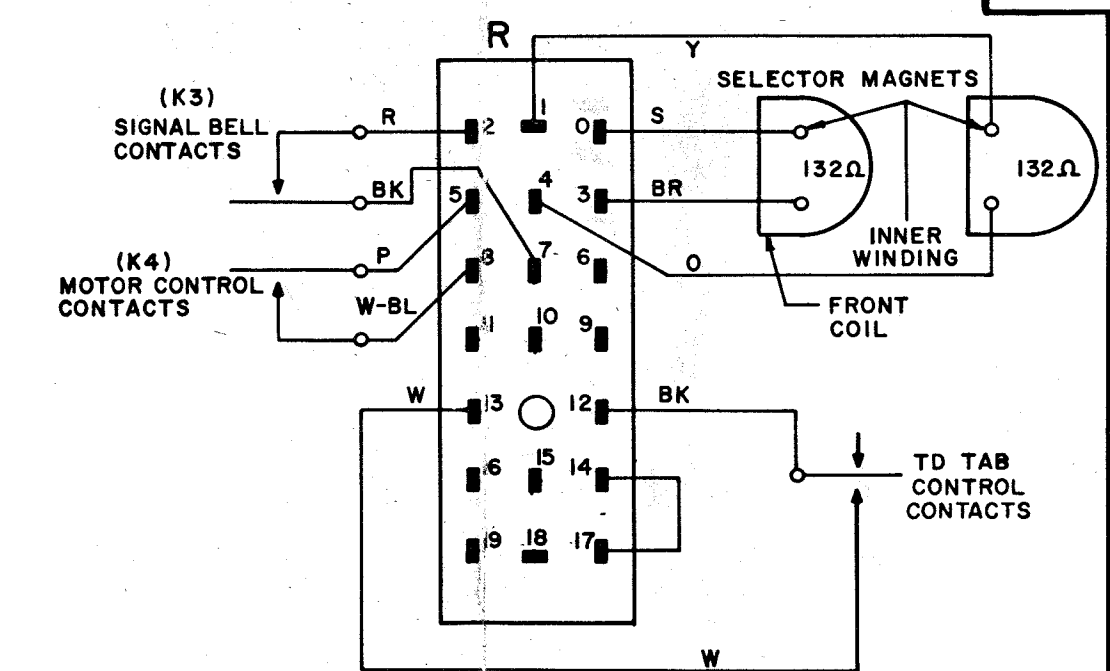 R
Y
SELECTOR MAGNETS
(K3)
SIGNAL BELL
CONTACTS
R
2
1
0
S
132Ω
132Ω
BK
5
4
3
BR
INNER
WINDING
(K4)
MOTOR CONTROL
CONTACTS
P
8
7
6
O
W-BL
FRONT
COIL
11
10
9
W
13
12
BK
16
15
14
TD TAB
CONTROL
CONTACTS
19
18
17
W